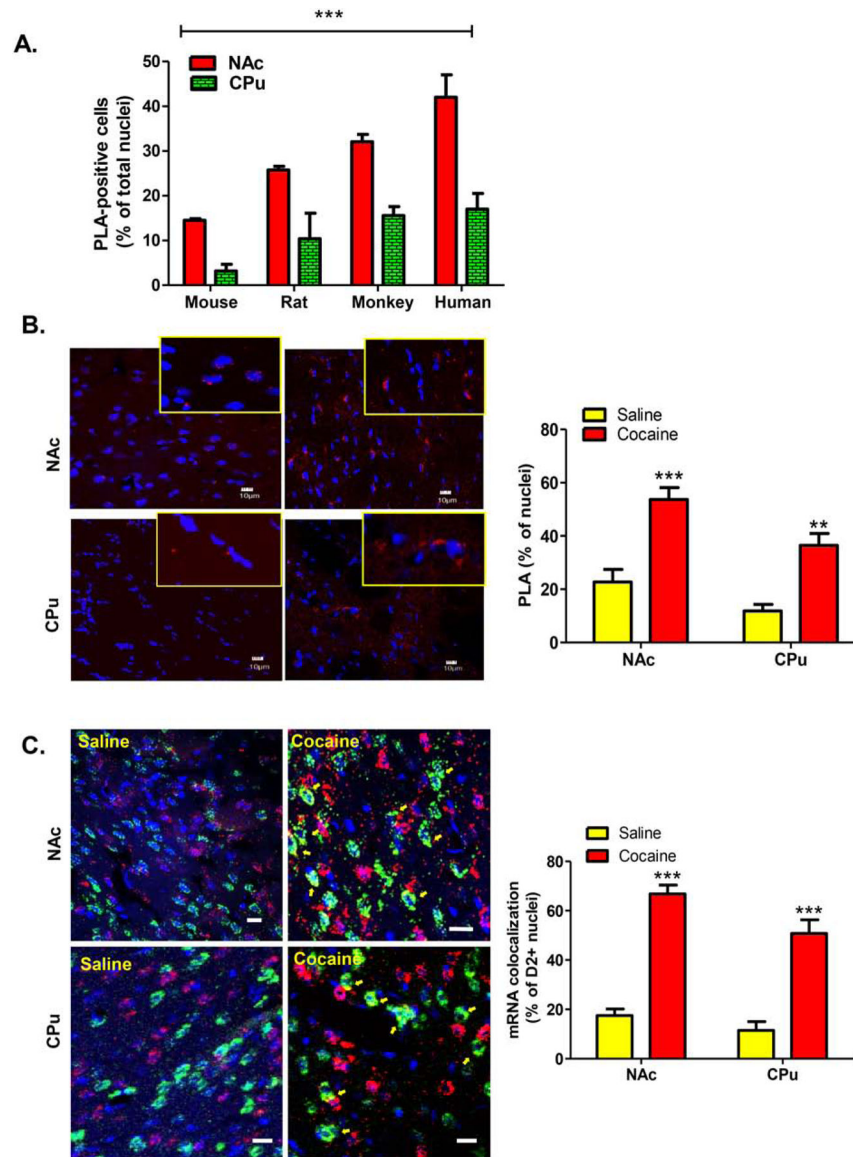 ***
A.
NAc
CPu
PLA-positive cells
(% of total nuclei)
50
40
30
20
10
0
Mouse Rat Monkey Human
B.
NAc
10µm
10µm
CPu
10µm
10µm
Saline
Cocaine
PLA (% of nuclei)
80
60
40
20
0
***
**
NAc CPu
C.
Saline
Cocaine
NAc
Saline
Cocaine
CPu
Saline
Cocaine
mRNA colocalization
(% of D2+ nuclei)
80
60
40
20
0
***
***
NAc CPu